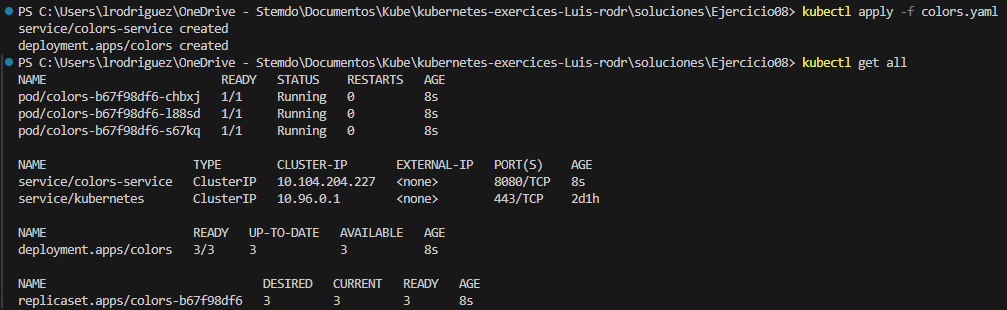 PS C:\Users\lrodriguez\OneDrive - Stemdo\Documentos\Kube\kubernetes-exercices-Luis-rodr\soluciones\Ejercicio08> kubectl apply -f colors.yaml
service/colors-service created
deployment.apps/colors created
PS C:\Users\lrodriguez\OneDrive - Stemdo\Documentos\Kube\kubernetes-exercices-Luis-rodr\soluciones\Ejercicio08> kubectl get all
NAME                         READY   STATUS    RESTARTS   AGE
pod/colors-b67f98df6-chbxj   1/1     Running   0          8s
pod/colors-b67f98df6-l88sd   1/1     Running   0          8s
pod/colors-b67f98df6-s67kq   1/1     Running   0          8s

NAME                     TYPE        CLUSTER-IP       EXTERNAL-IP   PORT(S)    AGE
service/colors-service   ClusterIP   10.104.204.227   <none>        8080/TCP   8s
service/kubernetes       ClusterIP   10.96.0.1        <none>        443/TCP    2d1h

NAME                     READY   UP-TO-DATE   AVAILABLE   AGE
deployment.apps/colors   3/3     3            3           8s

NAME                               DESIRED   CURRENT   READY   AGE
replicaset.apps/colors-b67f98df6   3         3         3       8s